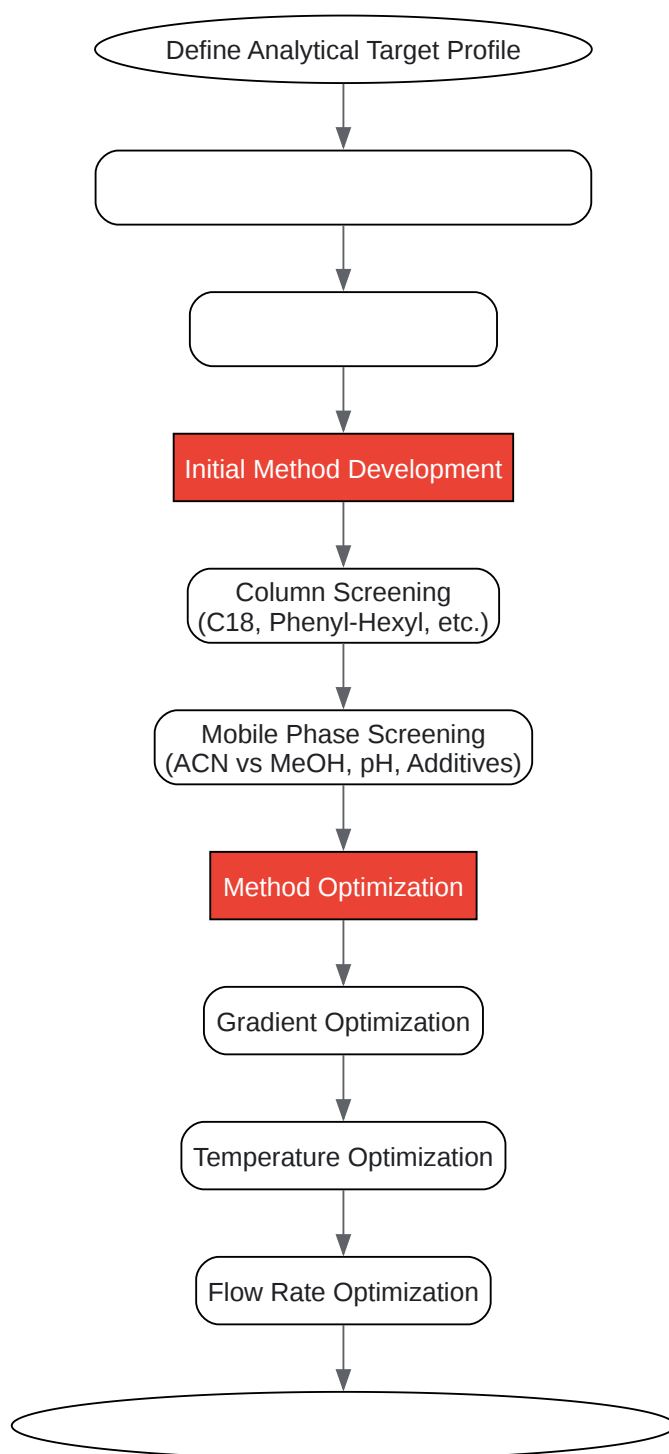 Define Analytical Target Profile
Initial Method Development
Column Screening
(C18, Phenyl-Hexyl, etc.)
Mobile Phase Screening
(ACN vs MeOH, pH, Additives)
Method Optimization
Gradient Optimization
Temperature Optimization
Flow Rate Optimization